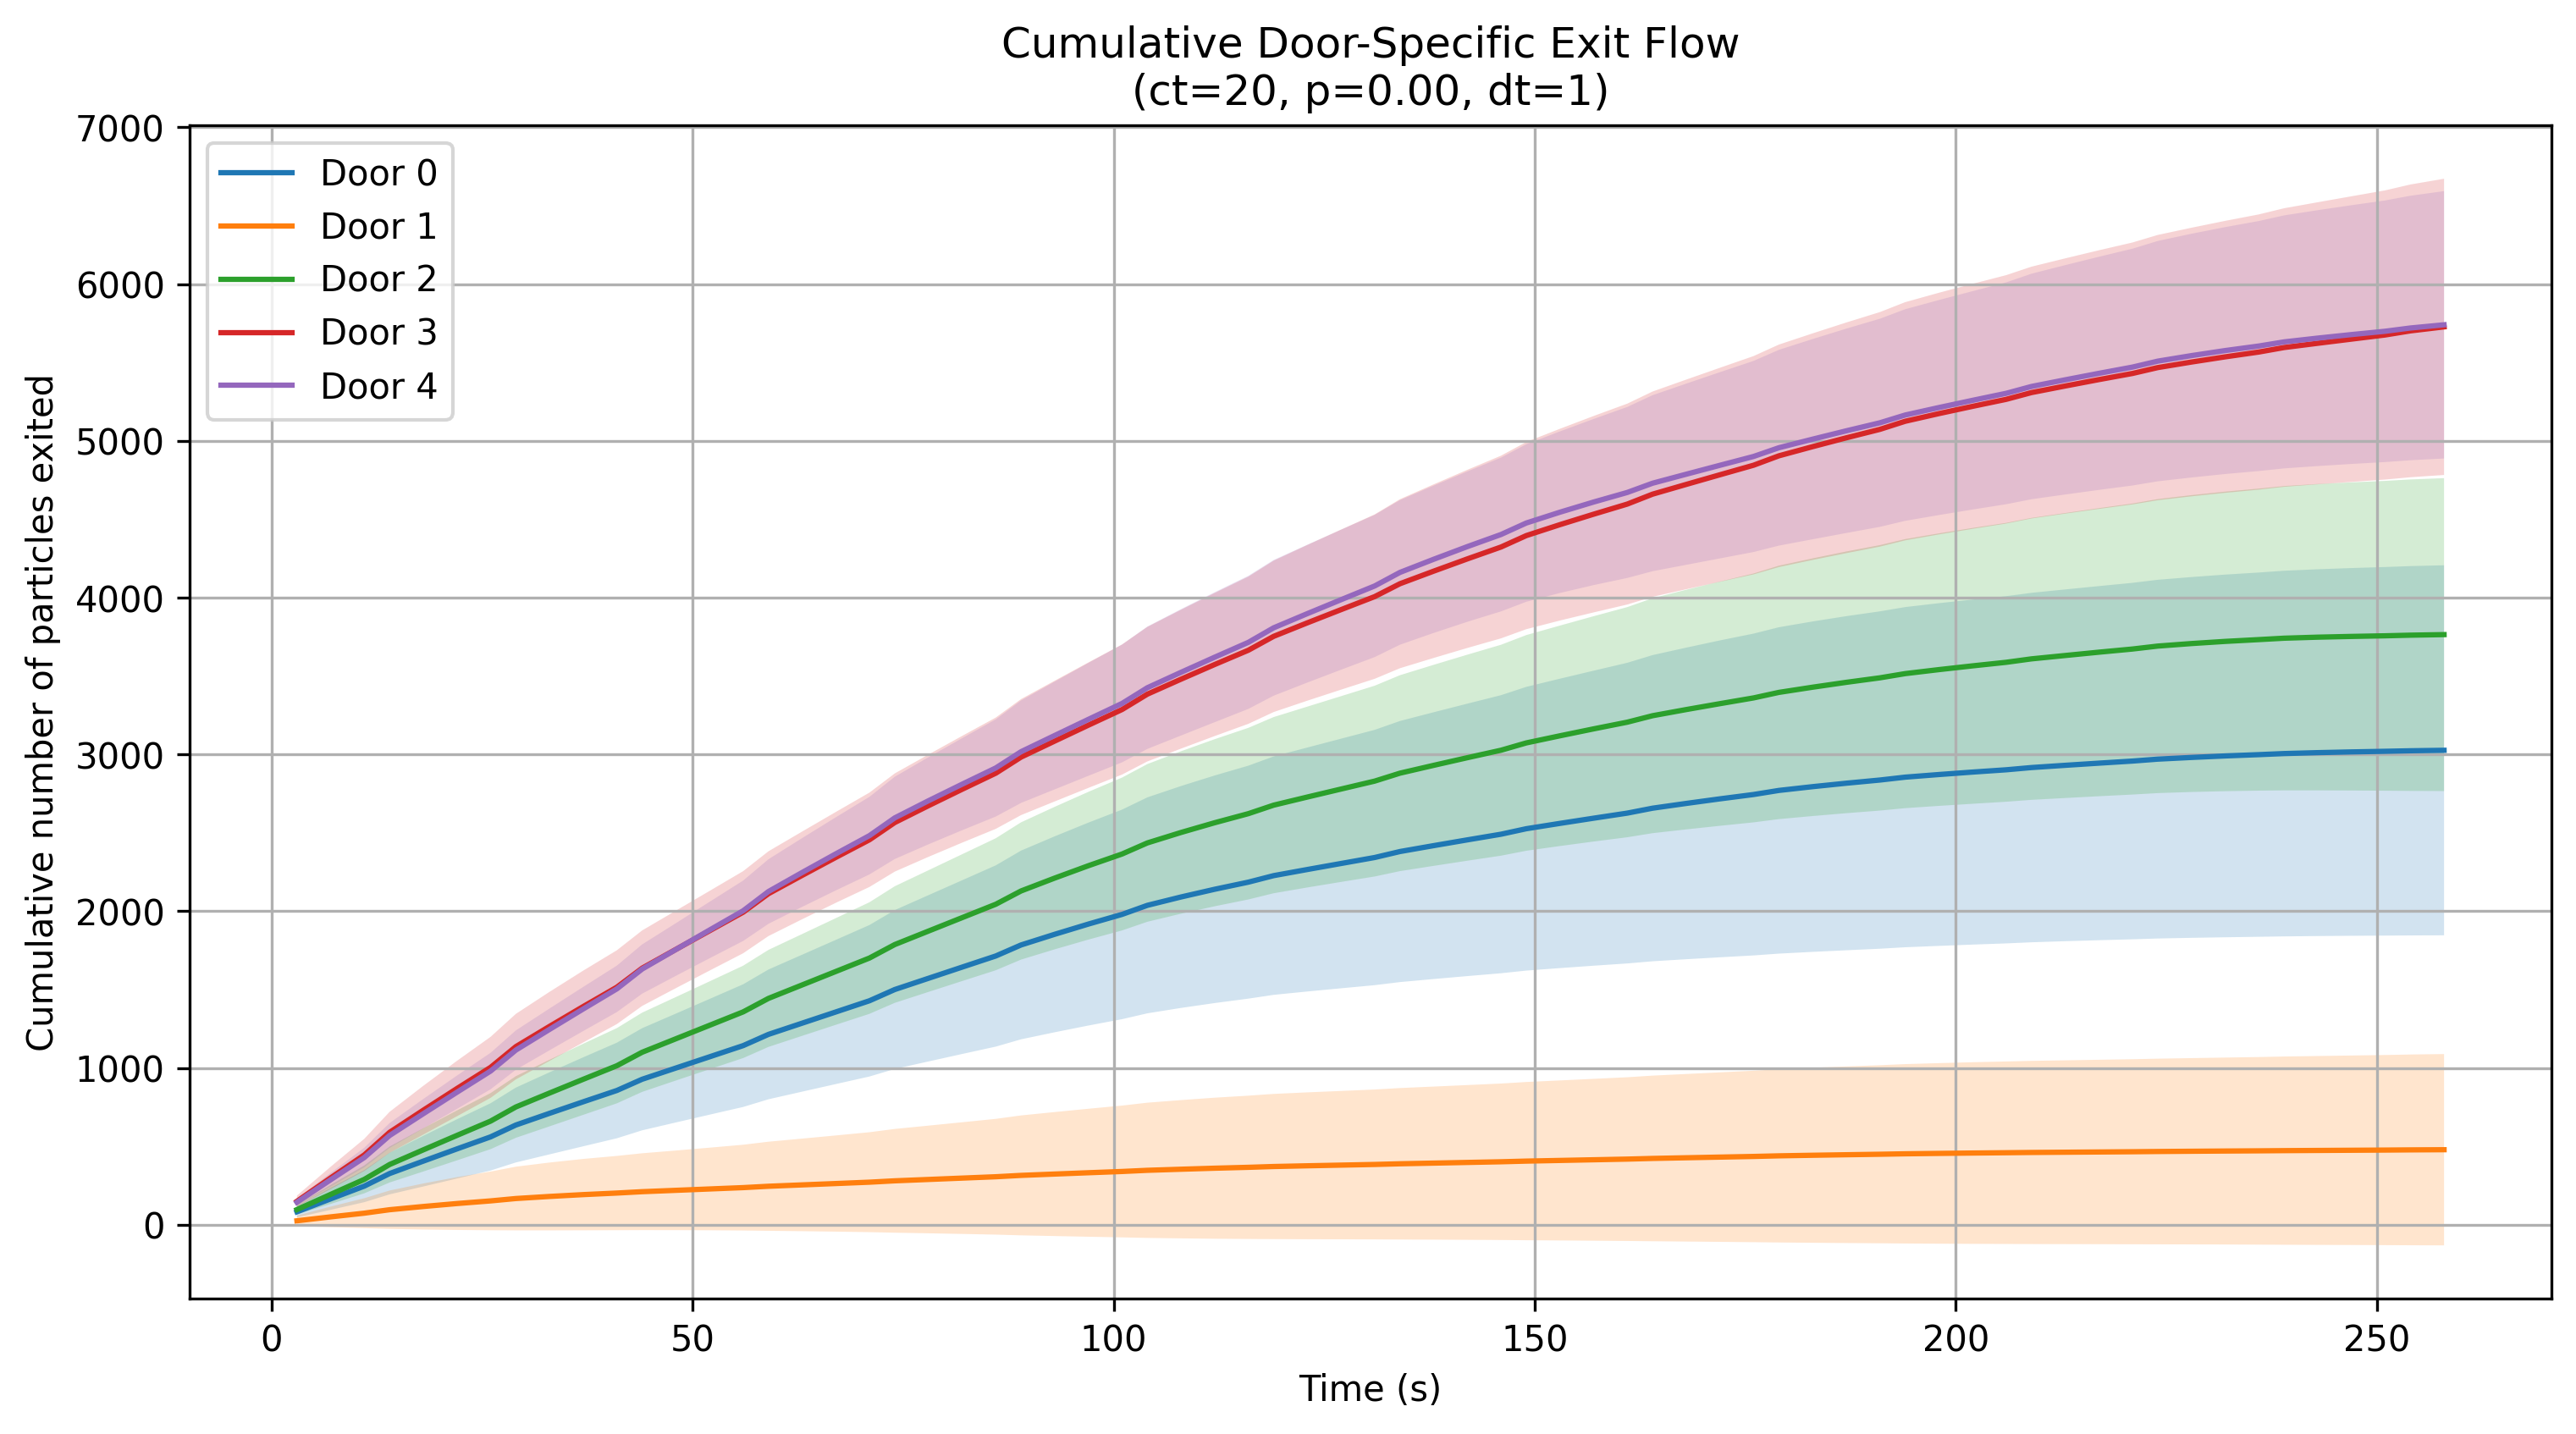 Cumulative Door-Specific Exit Flow
(ct=20, p=0.00, dt=1)
7000
6000
5000
4000
3000
2000
1000
0
Cumulative number of particles exited
Door 0
Door 1
Door 2
Door 3
Door 4
0 50 100 150 200 250
Time (s)